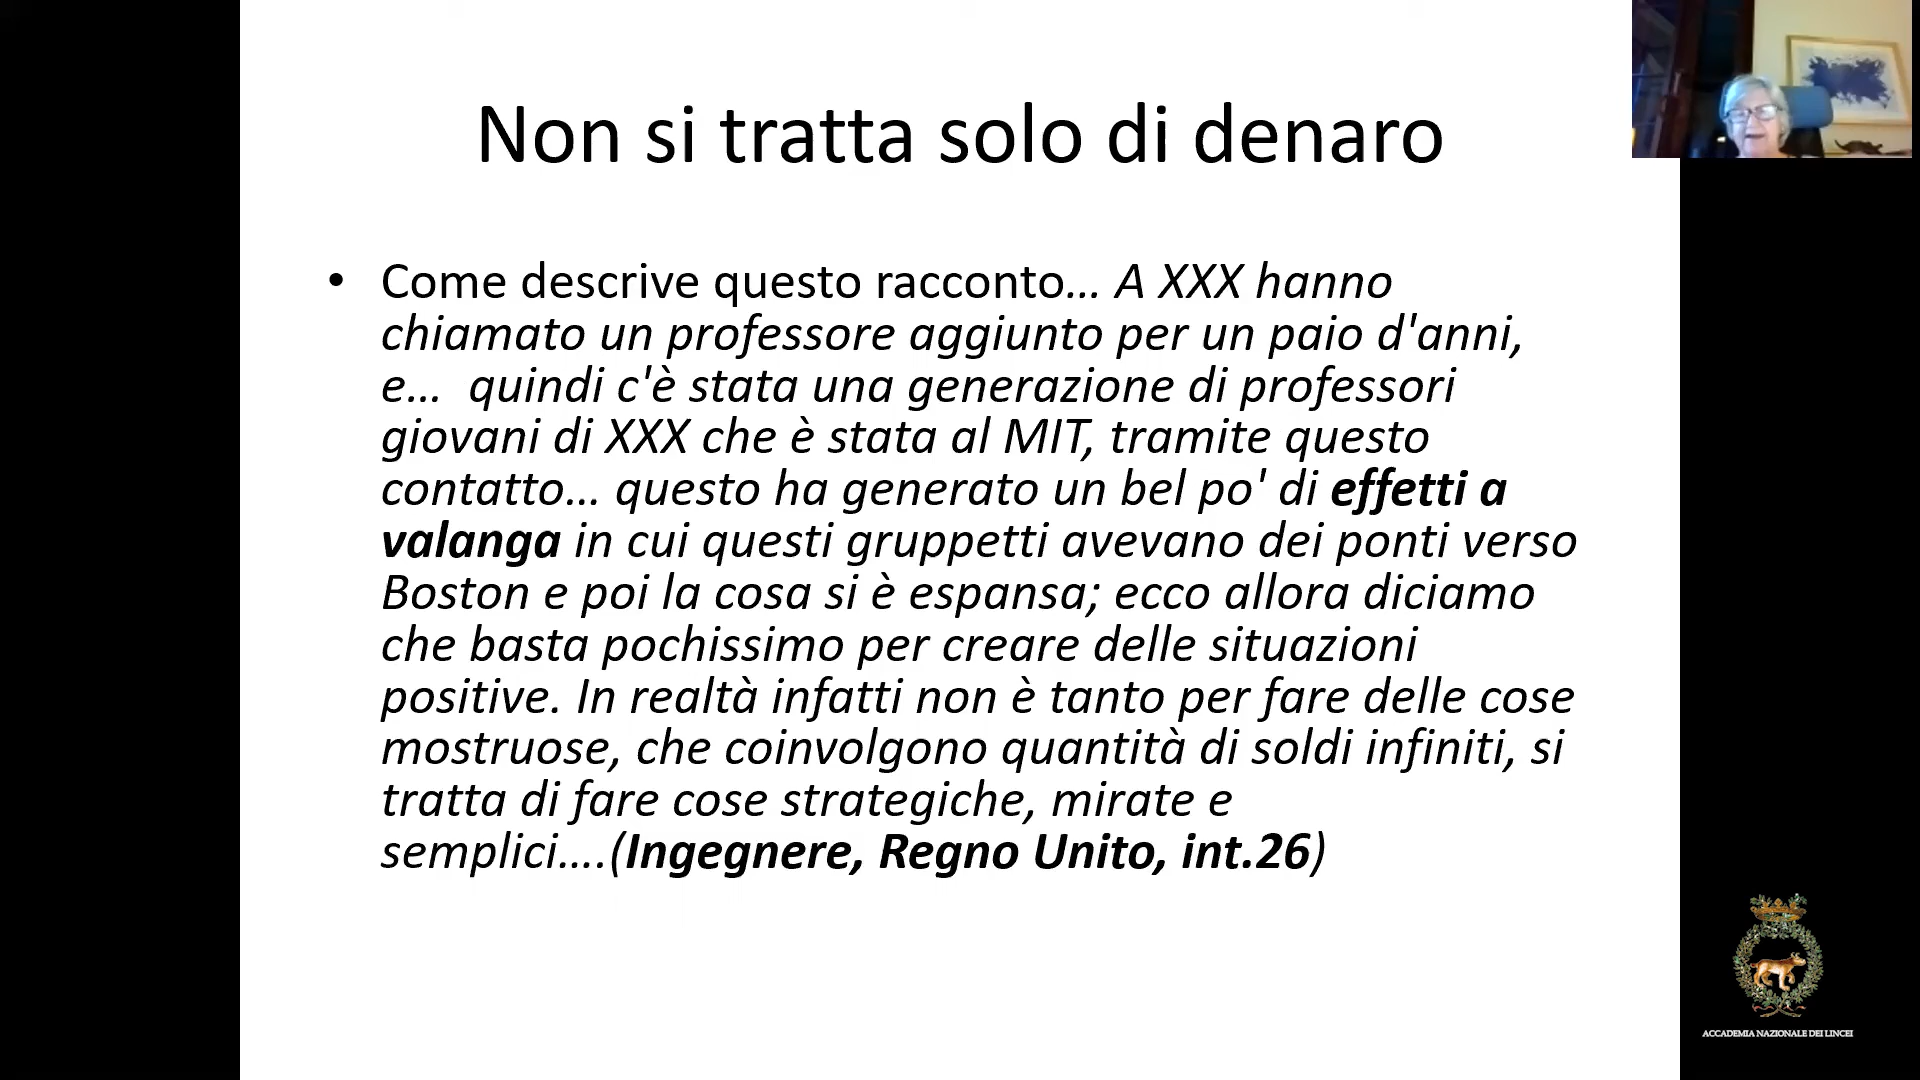 Non si tratta solo di denaro
• Come descrive questo racconto… A XXX hanno
chiamato un professore aggiunto per un paio d'anni,
e… quindi c'è stata una generazione di professori
giovani di XXX che è stata al MIT, tramite questo
contatto… questo ha generato un bel po' di effetti a
valanga in cui questi gruppetti avevano dei ponti verso
Boston e poi la cosa si è espansa; ecco allora diciamo
che basta pochissimo per creare delle situazioni
positive. In realtà infatti non è tanto per fare delle cose
mostruose, che coinvolgono quantità di soldi infiniti, si
tratta di fare cose strategiche, mirate e
semplici….(Ingegnere, Regno Unito, int.26)
ACCADEMIA NAZIONALE DEI LINCEI